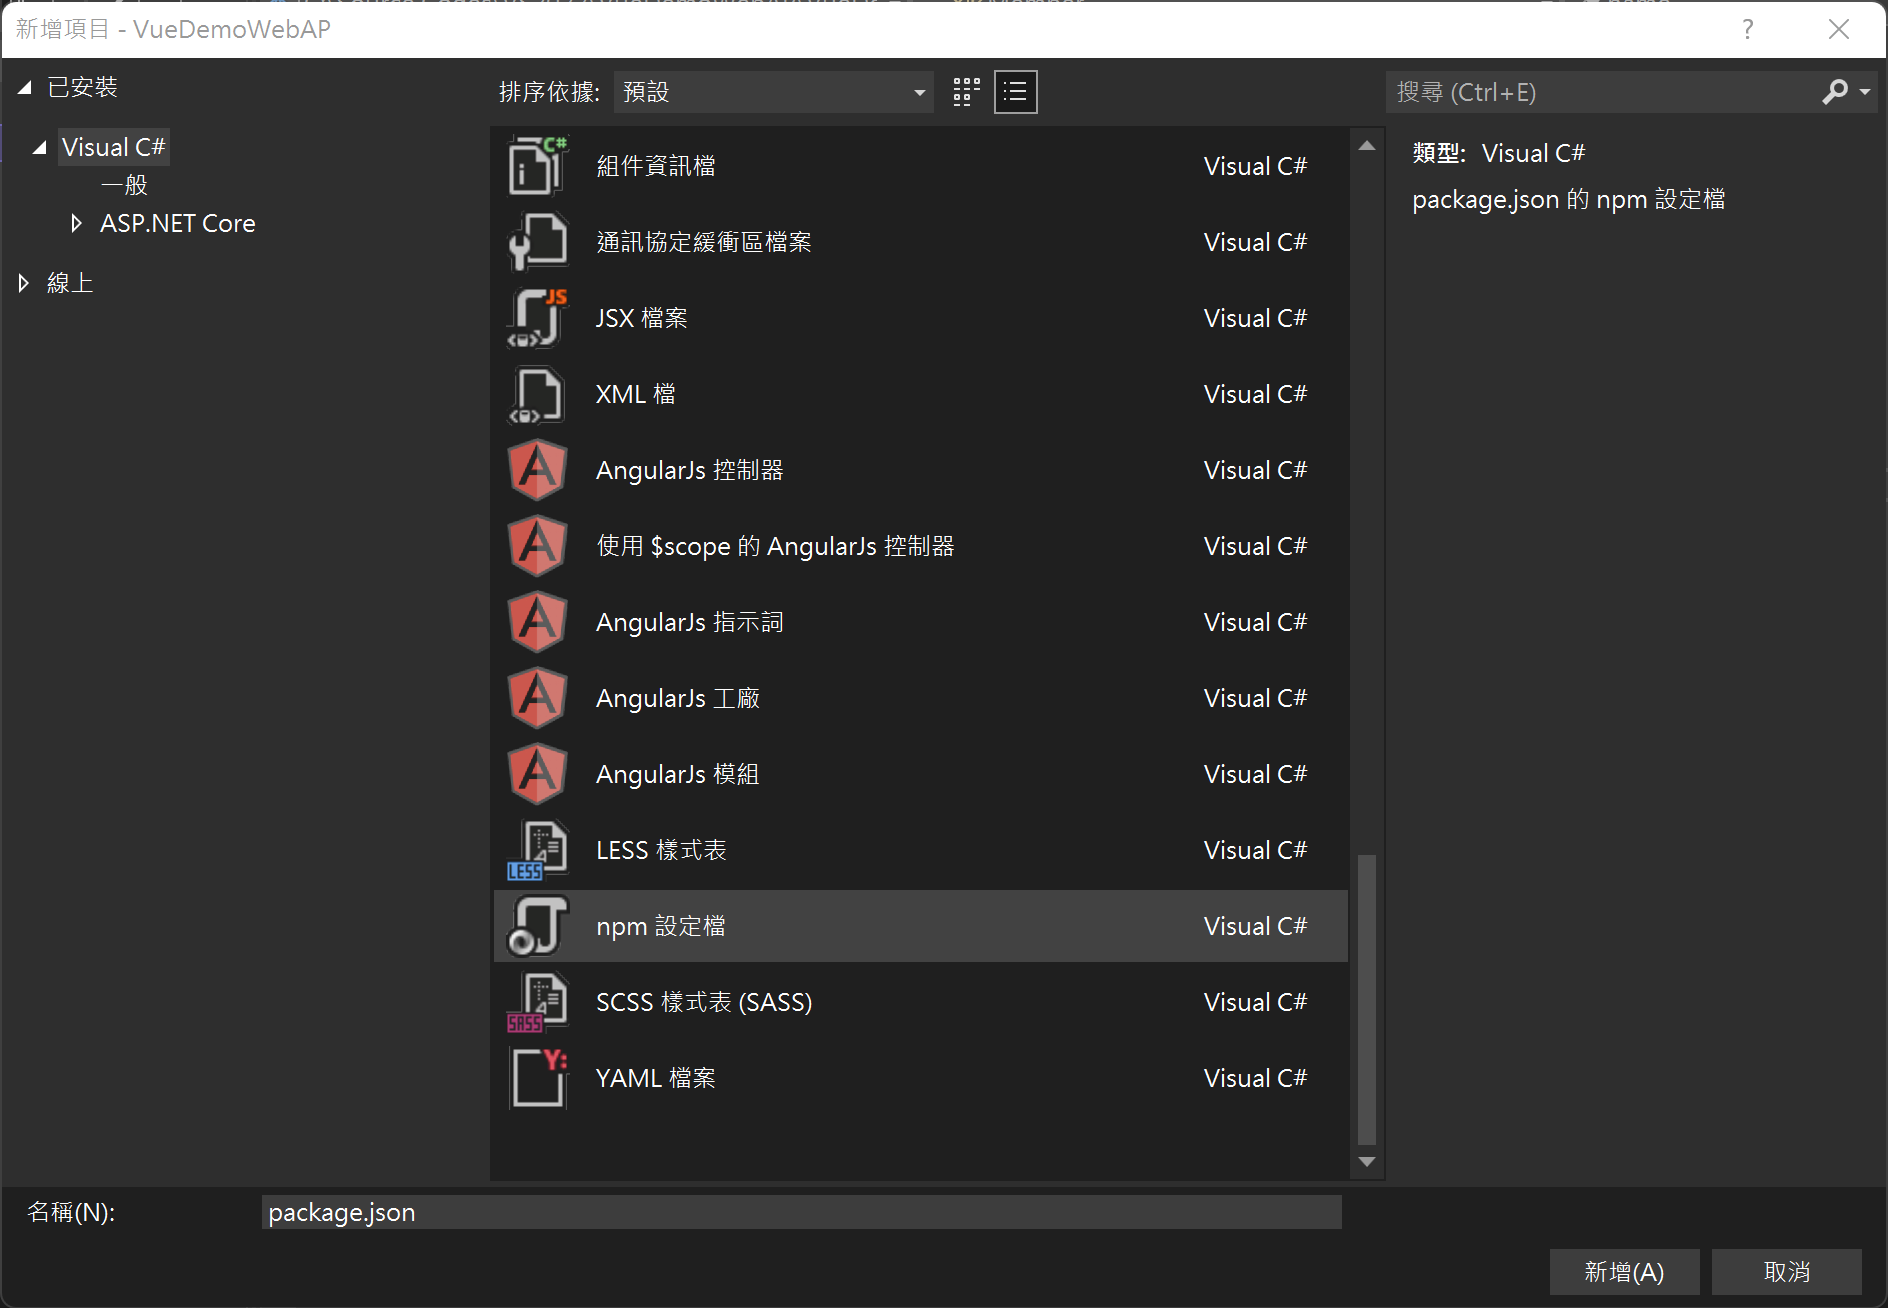 新增項目 - VueDemoWebAP
?
已安裝
Visual C#
一般
ASP.NET Core
線上
排序依據: 預設
搜尋 (Ctrl+E)
組件資訊檔 Visual C#
通訊協定緩衝區檔案 Visual C#
JSX 檔案 Visual C#
XML 檔 Visual C#
AngularJs 控制器 Visual C#
使用 $scope 的 AngularJs 控制器 Visual C#
AngularJs 指示詞 Visual C#
AngularJs 工廠 Visual C#
AngularJs 模組 Visual C#
LESS 樣式表 Visual C#
npm 設定檔 Visual C#
SCSS 樣式表 (SASS) Visual C#
YAML 檔案 Visual C#
類型: Visual C#
package.json 的 npm 設定檔
名稱(N): package.json
新增(A) 取消